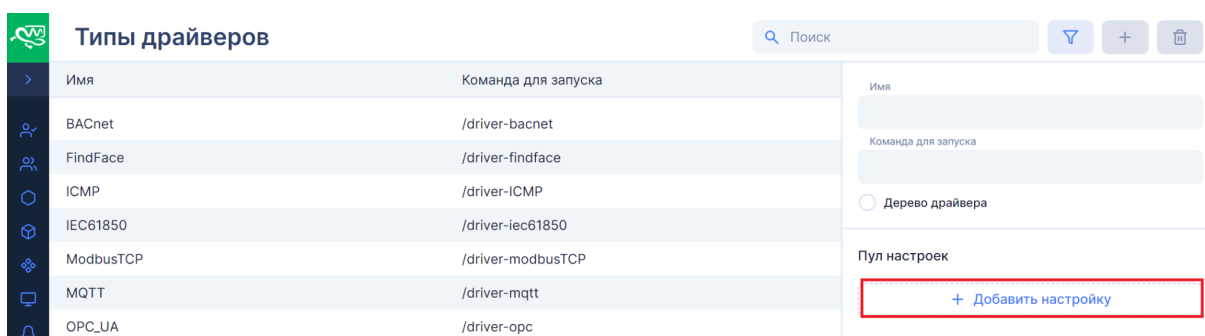 Типы драйверов
Поиск
Имя Команда для запуска
BACnet /driver-bacnet
FindFace /driver-findface
ICMP /driver-ICMP
IEC61850 /driver-iec61850
ModbusTCP /driver-modbusTCP
MQTT /driver-mqtt
OPC_UA /driver-opc
Имя
Команда для запуска
Дерево драйвера
Пул настроек
+ Добавить настройку